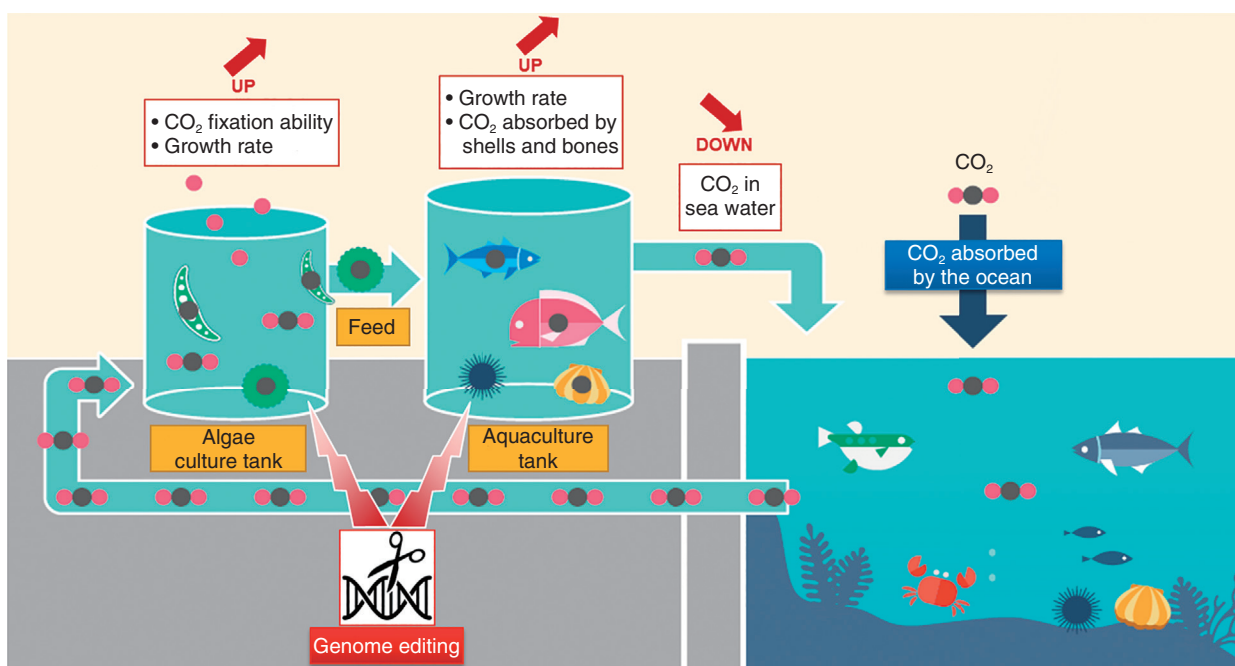 UP
• CO₂ fixation ability
• Growth rate
UP
• Growth rate
• CO₂ absorbed by
shells and bones
DOWN
CO₂ in
sea water
CO₂
CO₂ absorbed
by the ocean
Feed
Algae
culture tank
Aquaculture
tank
Genome editing